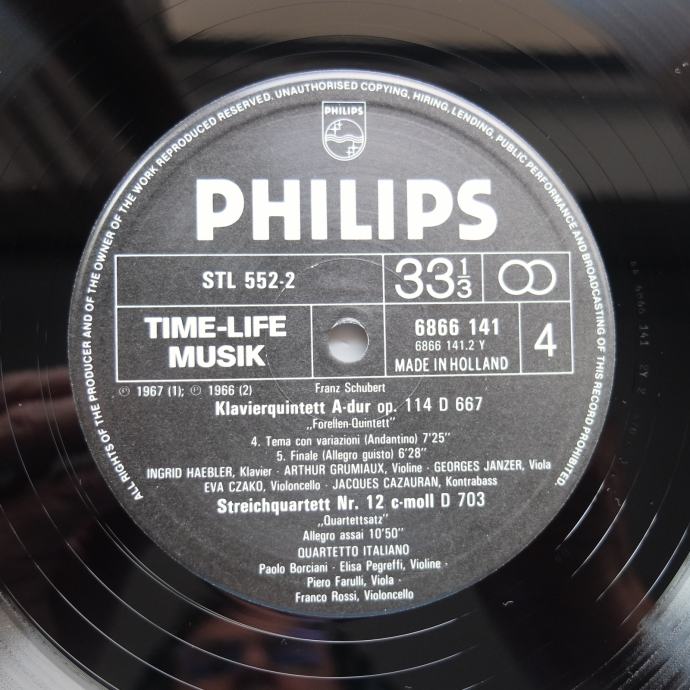 ALL RIGHTS OF THE PRODUCER AND OF THE OWNER OF THE WORK REPRODUCED RESERVED. UNAUTHORISED COPYING, HIRING, LENDING, PUBLIC PERFORMANCE AND BROADCASTING OF THIS RECORD PROHIBITED.
PHILIPS
PHILIPS
STL 552-2
33 1/3
TIME-LIFE
MUSIK
6866 141
6866 141.2 Y
MADE IN HOLLAND
4
℗ 1967 (1); ℗ 1966 (2)
Franz Schubert
Klavierquintett A-dur op. 114 D 667
„Forellen-Quintett”
4. Tema con variazioni (Andantino) 7'25”
5. Finale (Allegro guisto) 6'28”
INGRID HAEBLER, Klavier · ARTHUR GRUMIAUX, Violine · GEORGES JANZER, Viola
EVA CZAKO, Violoncello · JACQUES CAZAURAN, Kontrabass
Streichquartett Nr. 12 c-moll D 703
„Quartettsatz”
Allegro assai 10'50”
QUARTETTO ITALIANO
Paolo Borciani · Elisa Pegreffi, Violine ·
Piero Farulli, Viola ·
Franco Rossi, Violoncello